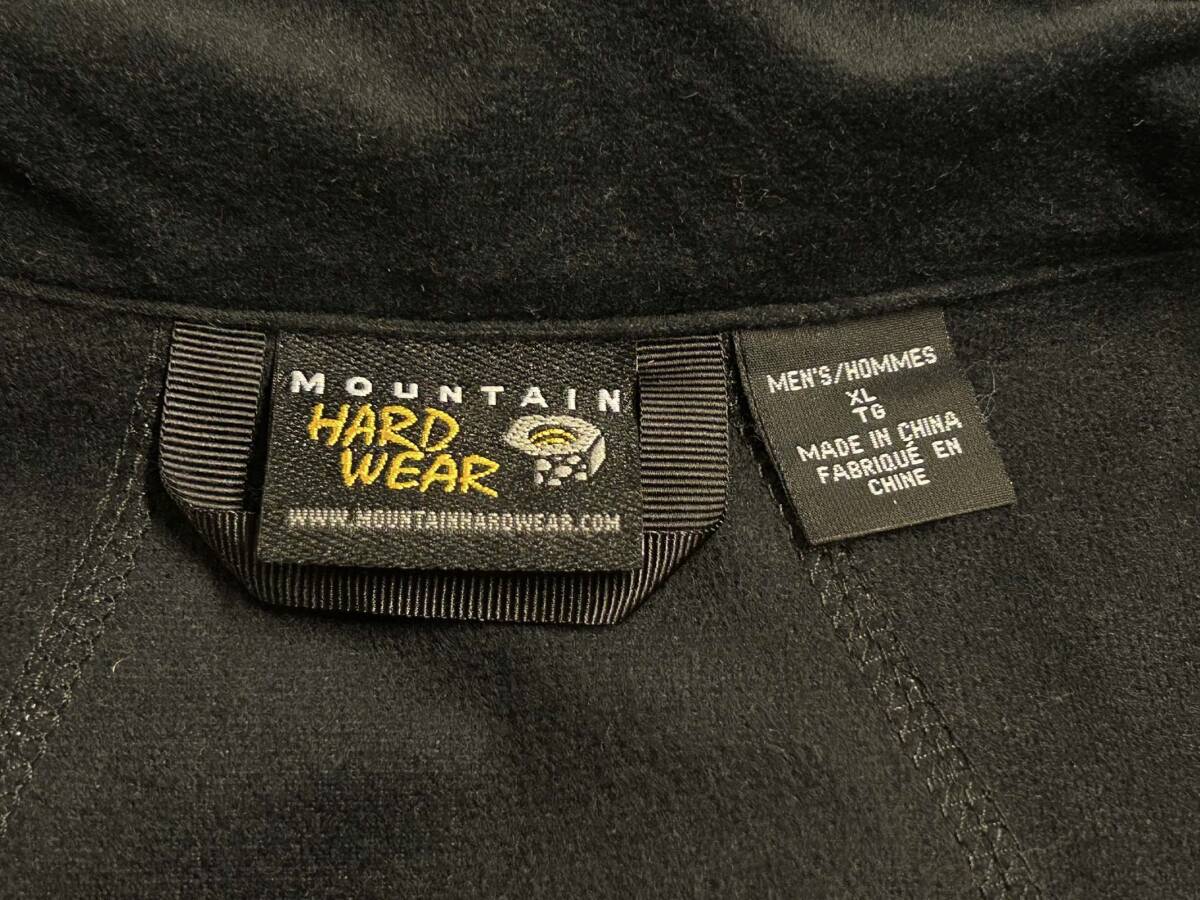 MOUNTAIN
HARD
WEAR
WWW.MOUNTAINHARDWEAR.COM
MEN'S/HOMMES
XL
TG
MADE IN CHINA
FABRIQUÉ EN
CHINE